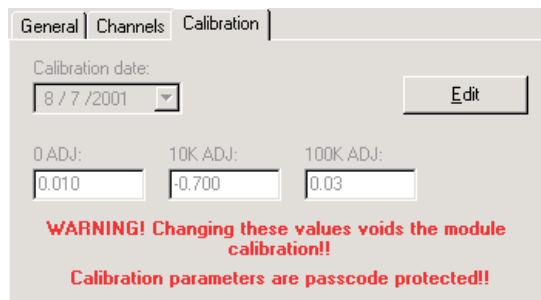 General Channels Calibration
Calibration date:
8 / 7 /2001
Edit
0 ADJ: 10K ADJ: 100K ADJ:
0.010 -0.700 0.03
WARNING! Changing these values voids the module
calibration!!
Calibration parameters are passcode protected!!